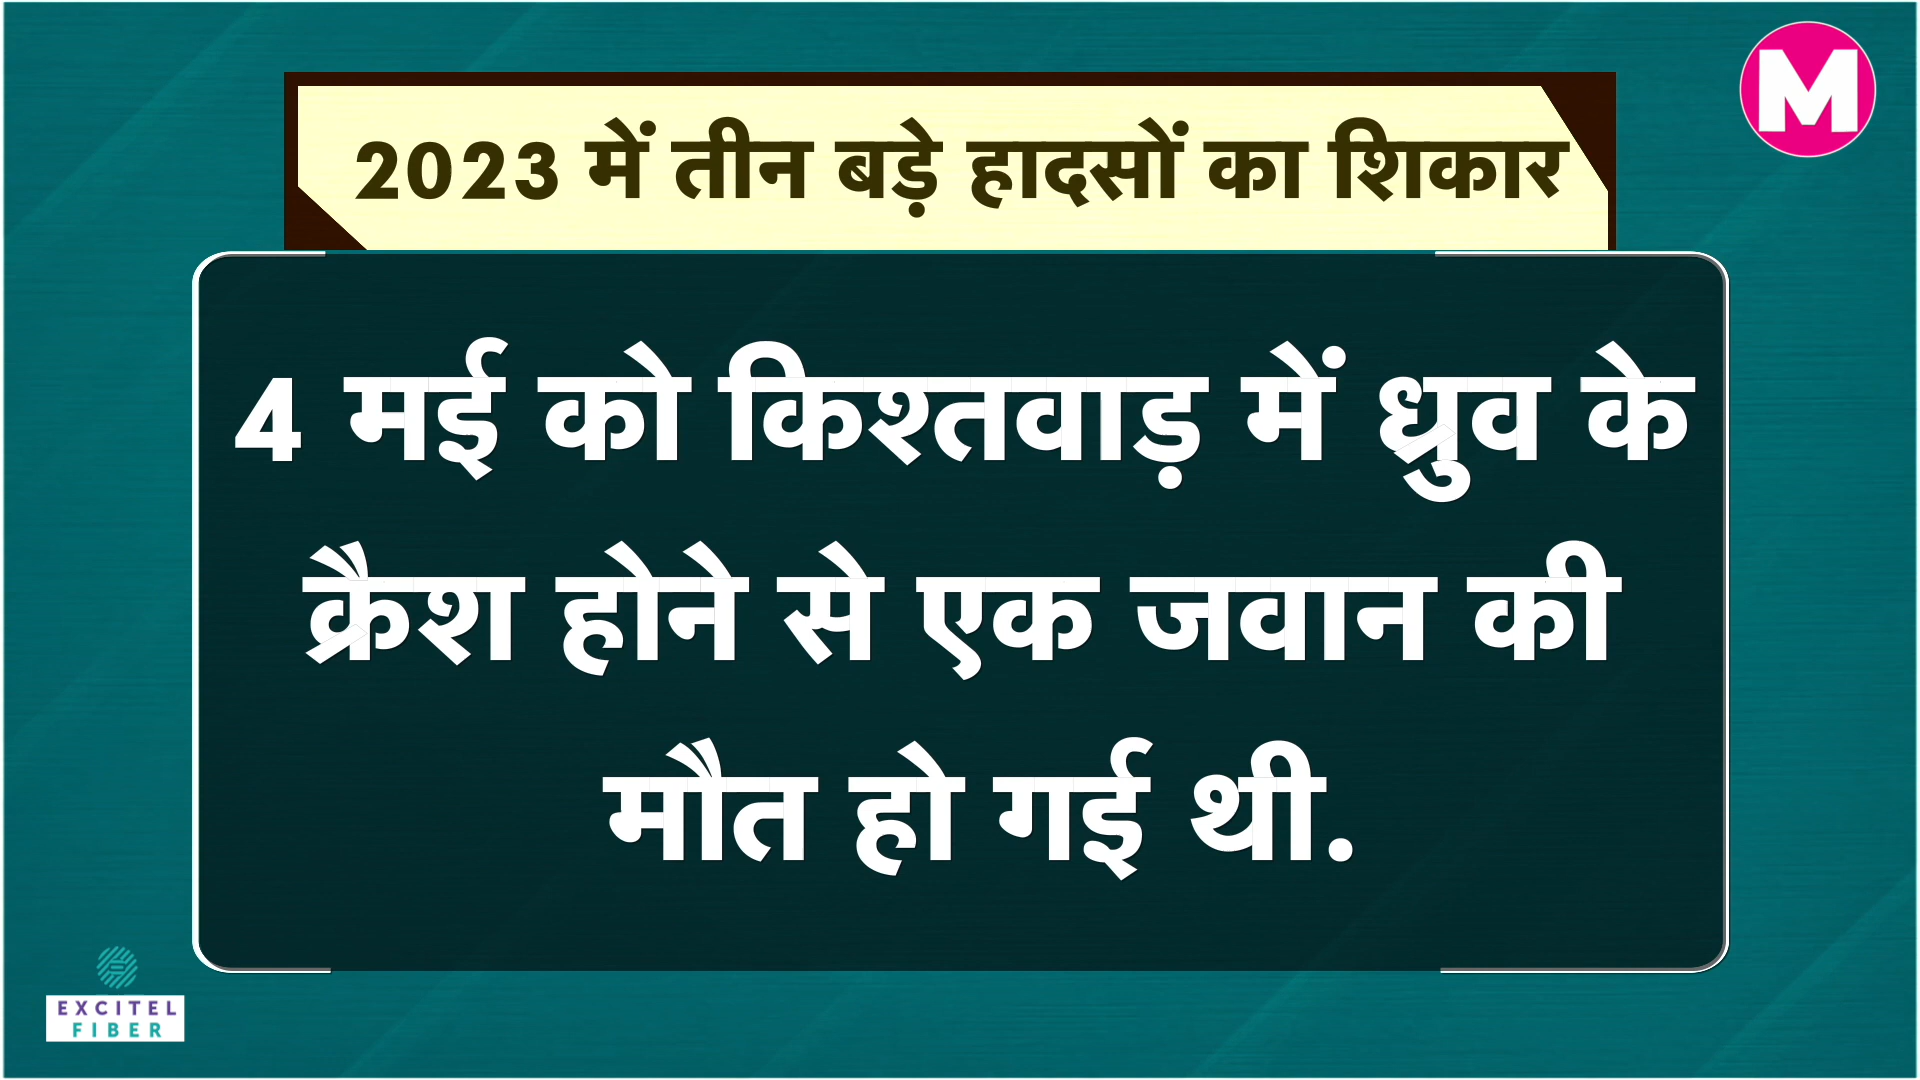 M
2023 में तीन बड़े हादसों का शिकार
4 मई को किश्तवाड़ में ध्रुव के
क्रैश होने से एक जवान की
मौत हो गई थी.
EXCITEL
FIBER